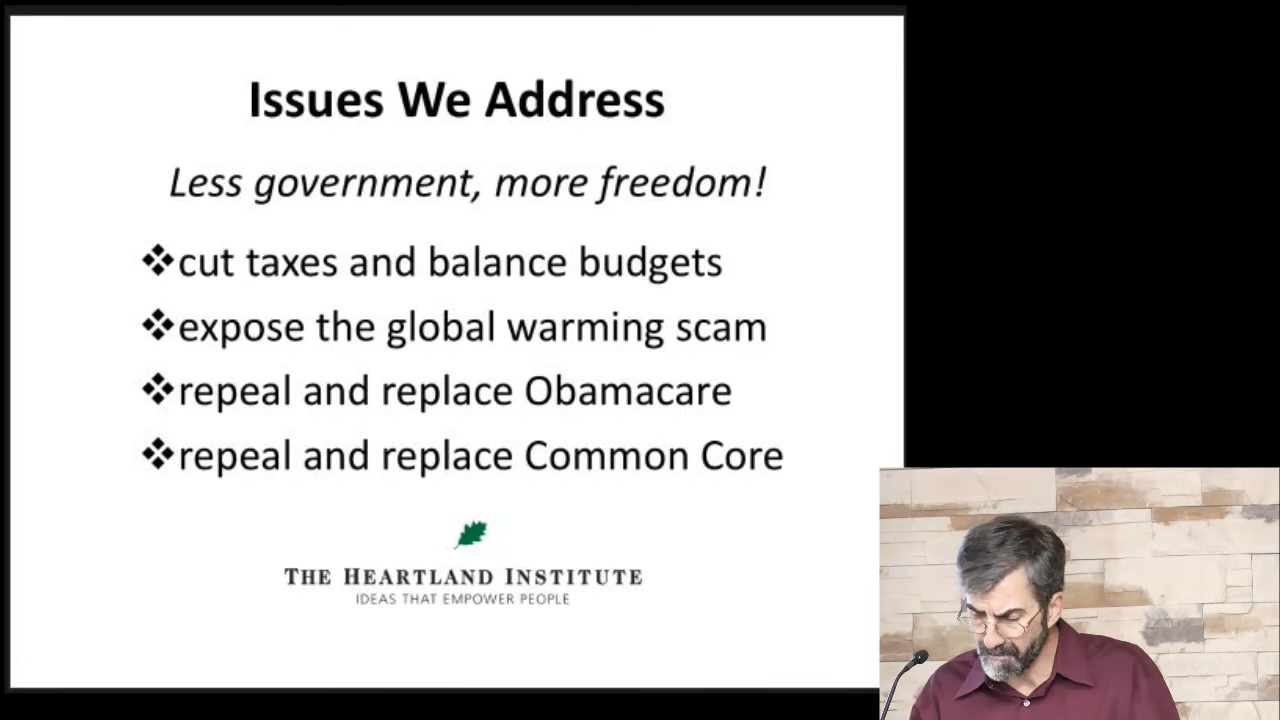 Issues We Address
Less government, more freedom!
❖cut taxes and balance budgets
❖expose the global warming scam
❖repeal and replace Obamacare
❖repeal and replace Common Core
THE HEARTLAND INSTITUTE
IDEAS THAT EMPOWER PEOPLE